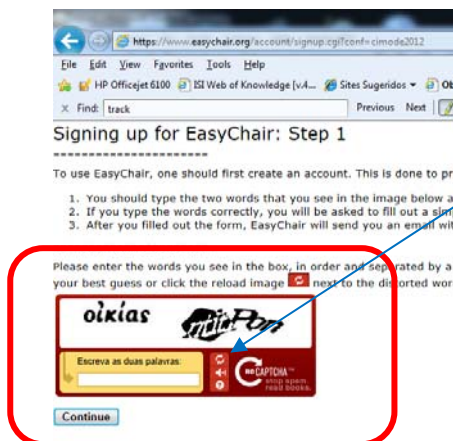 https://www.easychair.org/account/signup.cgi?conf=cimode2012
File Edit View Favorites Tools Help
HP Officejet 6100 ISI Web of Knowledge [v.4... Sites Sugeridos Ob
x Find: track Previous Next
Signing up for EasyChair: Step 1
======================
To use EasyChair, one should first create an account. This is done to pr
1. You should type the two words that you see in the image below a
2. If you type the words correctly, you will be asked to fill out a sim
3. After you filled out the form, EasyChair will send you an email wit
Please enter the words you see in the box, in order and separated by a
your best guess or click the reload image next to the distorted wor
οἰκίας
Escreva as duas palavras:
reCAPTCHA™
stop spam.
read books.
Continue